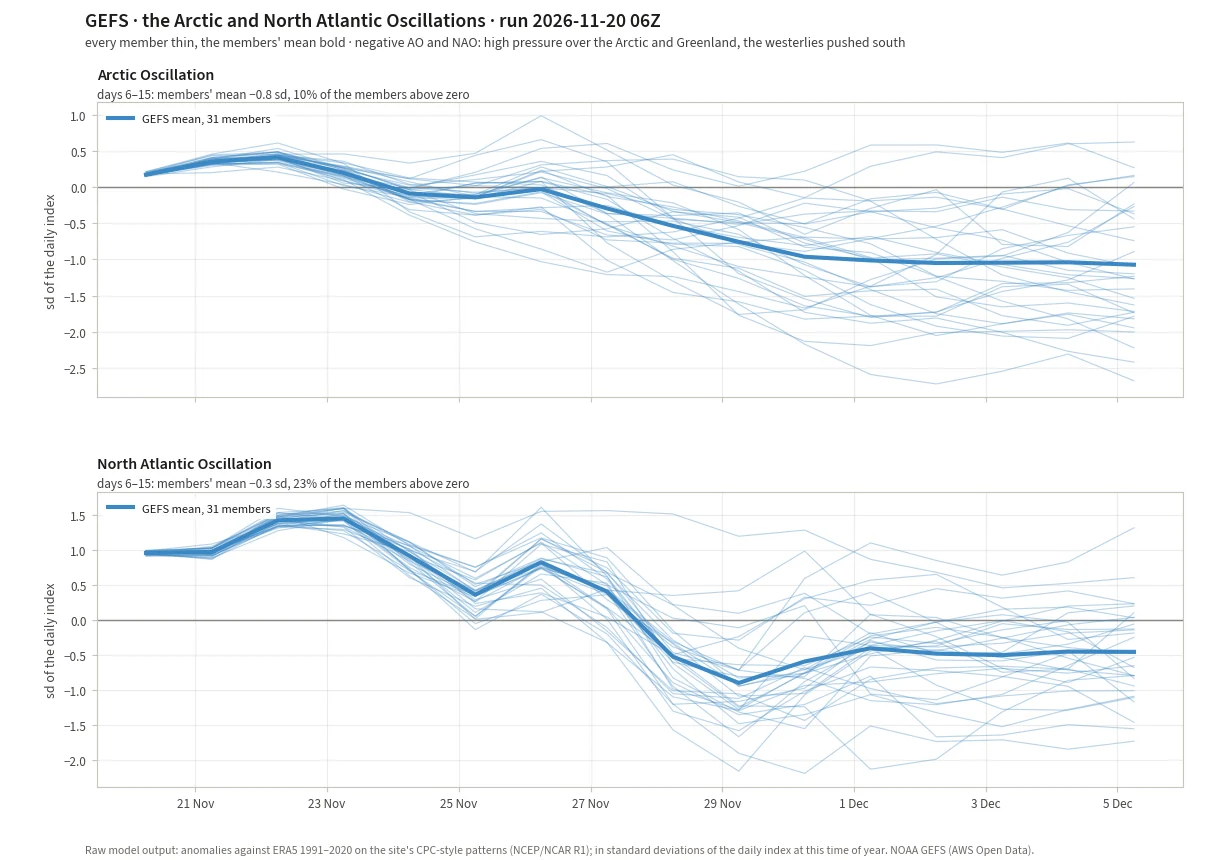 GEFS · the Arctic and North Atlantic Oscillations · run 2026-11-20 06Z
every member thin, the members' mean bold · negative AO and NAO: high pressure over the Arctic and Greenland, the westerlies pushed south
Arctic Oscillation
days 6–15: members' mean −0.8 sd, 10% of the members above zero
GEFS mean, 31 members
1.0
0.5
0.0
−0.5
−1.0
−1.5
−2.0
−2.5
sd of the daily index
North Atlantic Oscillation
days 6–15: members' mean −0.3 sd, 23% of the members above zero
GEFS mean, 31 members
1.5
1.0
0.5
0.0
−0.5
−1.0
−1.5
−2.0
sd of the daily index
21 Nov 23 Nov 25 Nov 27 Nov 29 Nov 1 Dec 3 Dec 5 Dec
Raw model output: anomalies against ERA5 1991–2020 on the site's CPC-style patterns (NCEP/NCAR R1); in standard deviations of the daily index at this time of year. NOAA GEFS (AWS Open Data).